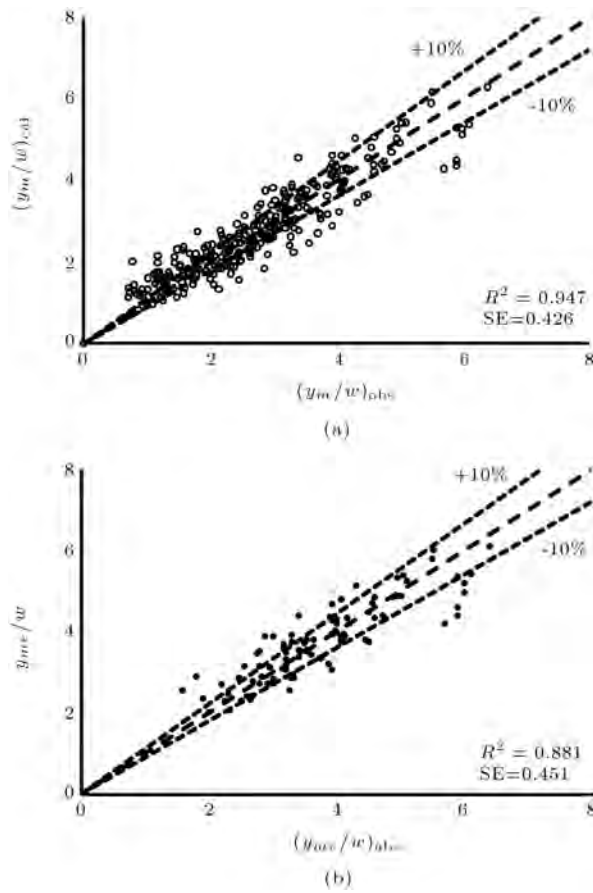 8
+10%
6
-10%
(y_m/w)_cal
4
2
R² = 0.947
SE=0.426
0
0 2 4 6 8
(y_m/w)_obs
(a)
8
+10%
6
-10%
4
2
R² = 0.881
SE=0.451
0
0 2 4 6 8
(b)